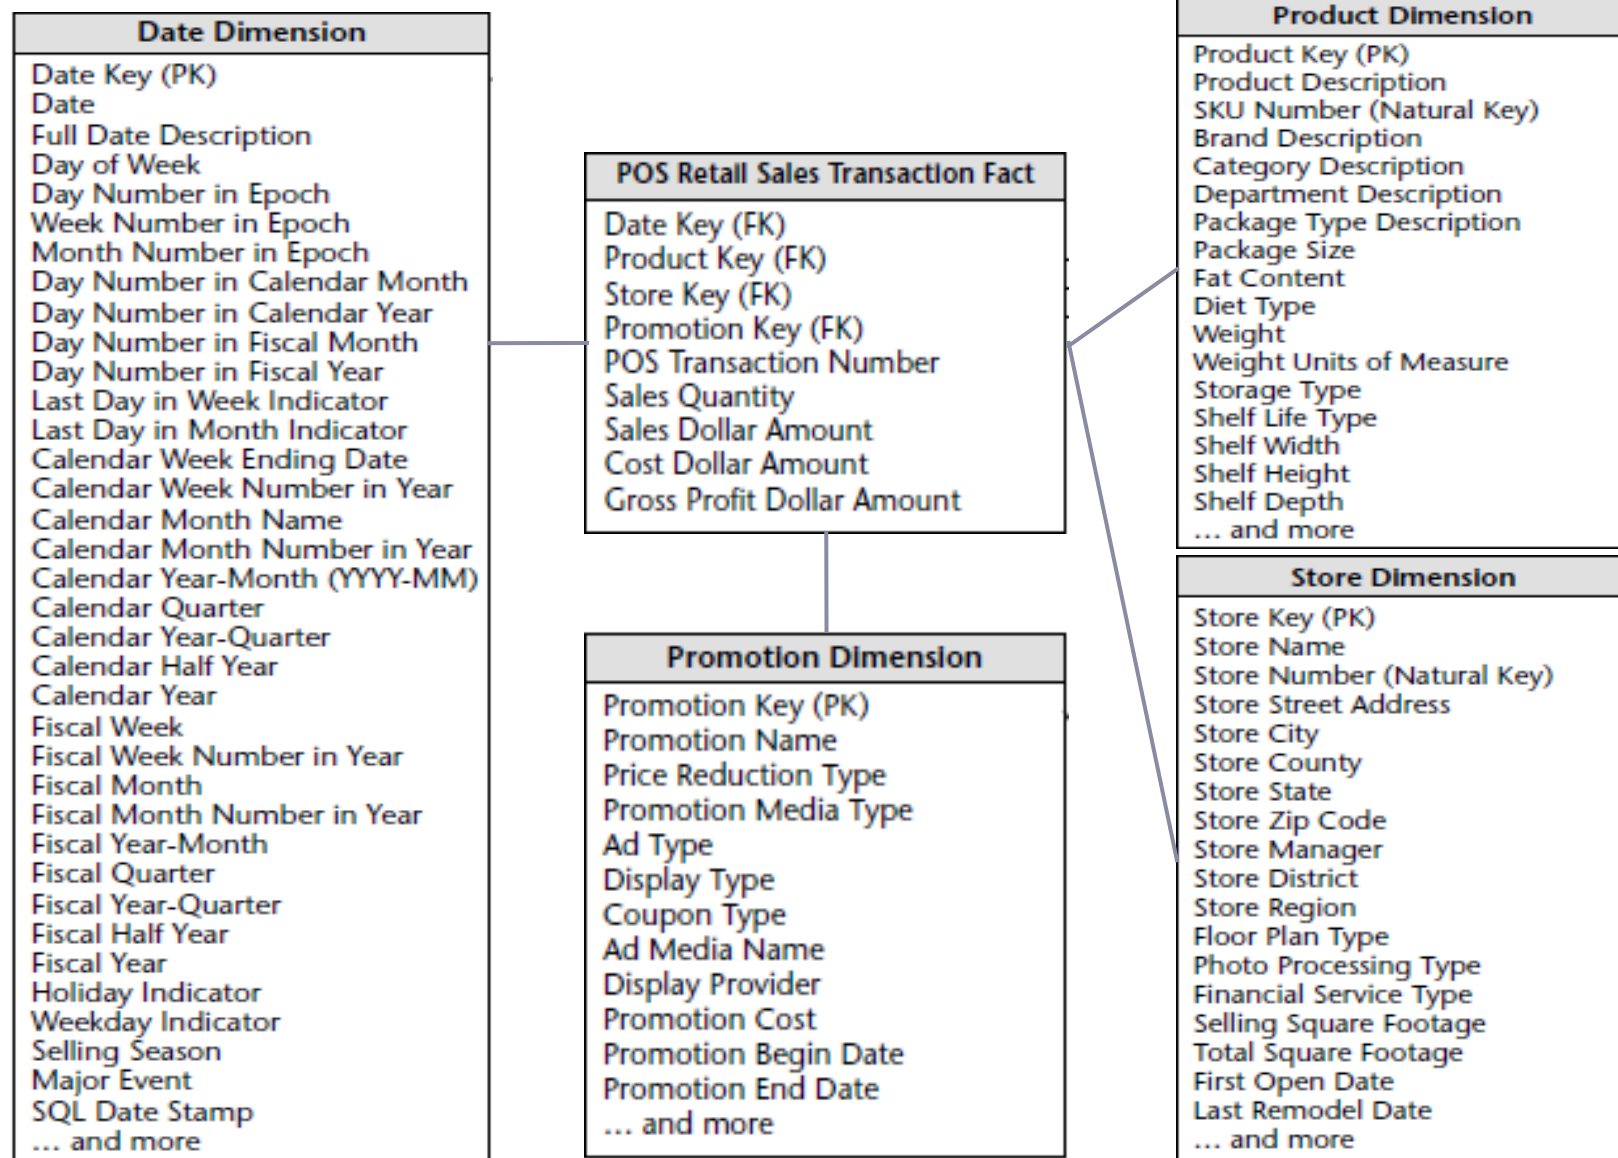 Date Dimension
Date Key (PK)
Date
Full Date Description
Day of Week
Day Number in Epoch
Week Number in Epoch
Month Number in Epoch
Day Number in Calendar Month
Day Number in Calendar Year
Day Number in Fiscal Month
Day Number in Fiscal Year
Last Day in Week Indicator
Last Day in Month Indicator
Calendar Week Ending Date
Calendar Week Number in Year
Calendar Month Name
Calendar Month Number in Year
Calendar Year-Month (YYYY-MM)
Calendar Quarter
Calendar Year-Quarter
Calendar Half Year
Calendar Year
Fiscal Week
Fiscal Week Number in Year
Fiscal Month
Fiscal Month Number in Year
Fiscal Year-Month
Fiscal Quarter
Fiscal Year-Quarter
Fiscal Half Year
Fiscal Year
Holiday Indicator
Weekday Indicator
Selling Season
Major Event
SQL Date Stamp
... and more
POS Retail Sales Transaction Fact
Date Key (FK)
Product Key (FK)
Store Key (FK)
Promotion Key (FK)
POS Transaction Number
Sales Quantity
Sales Dollar Amount
Cost Dollar Amount
Gross Profit Dollar Amount
Promotion Dimension
Promotion Key (PK)
Promotion Name
Price Reduction Type
Promotion Media Type
Ad Type
Display Type
Coupon Type
Ad Media Name
Display Provider
Promotion Cost
Promotion Begin Date
Promotion End Date
... and more
Product Dimension
Product Key (PK)
Product Description
SKU Number (Natural Key)
Brand Description
Category Description
Department Description
Package Type Description
Package Size
Fat Content
Diet Type
Weight
Weight Units of Measure
Storage Type
Shelf Life Type
Shelf Width
Shelf Height
Shelf Depth
... and more
Store Dimension
Store Key (PK)
Store Name
Store Number (Natural Key)
Store Street Address
Store City
Store County
Store State
Store Zip Code
Store Manager
Store District
Store Region
Floor Plan Type
Photo Processing Type
Financial Service Type
Selling Square Footage
Total Square Footage
First Open Date
Last Remodel Date
... and more